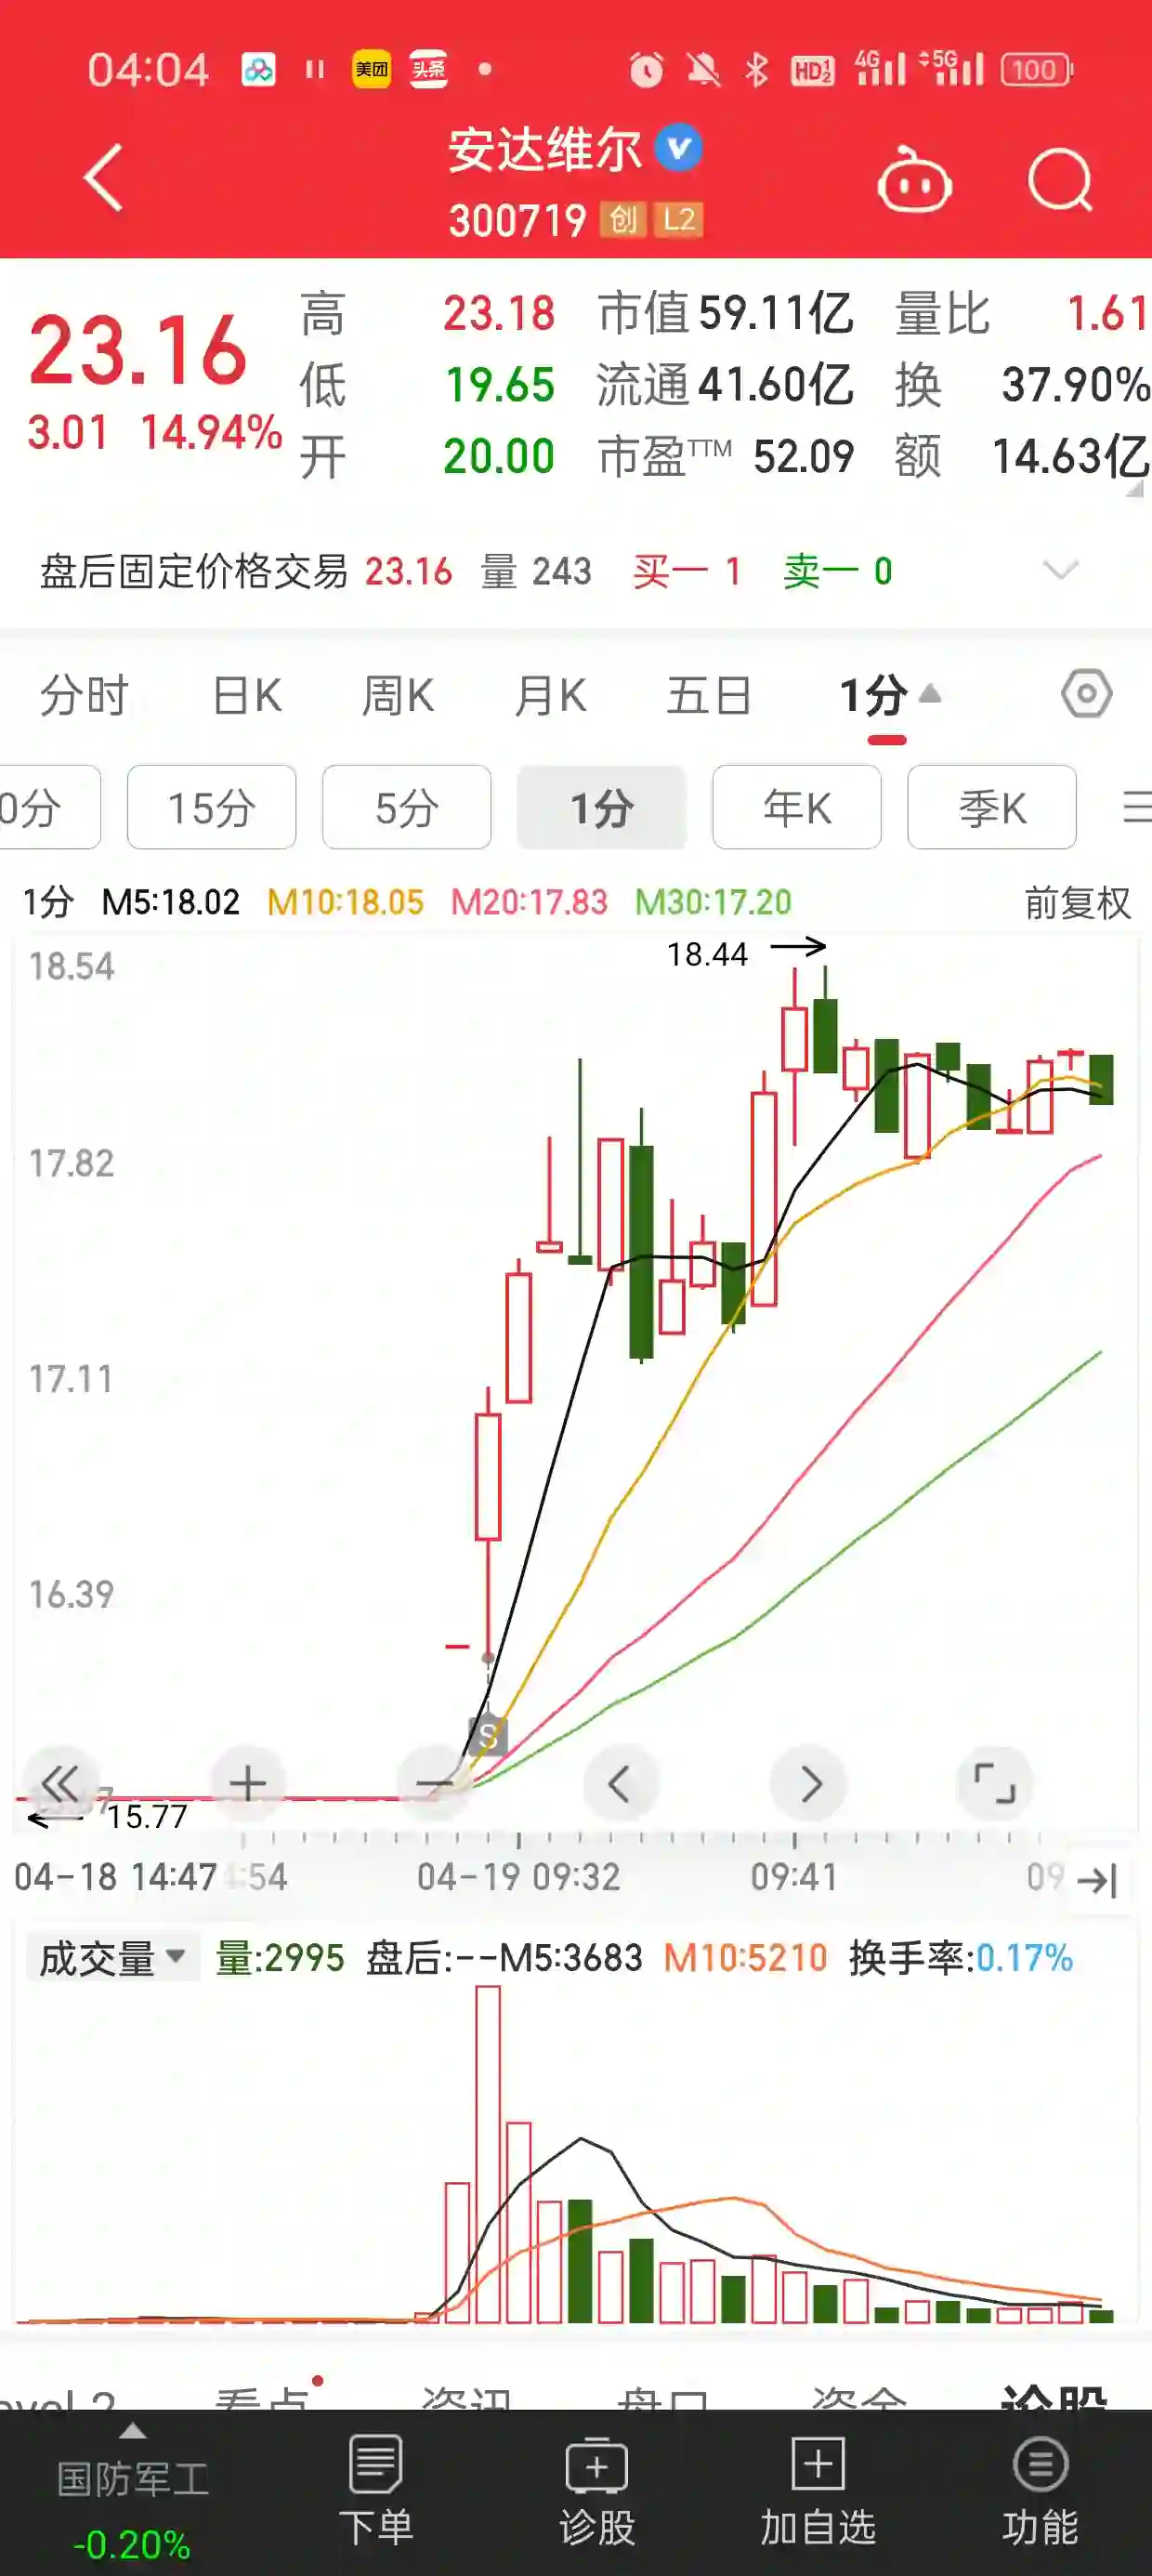 04:04 美团 头条 HD 1 2 4G 5G 100
安达维尔
300719 创 L2
23.16
3.01 14.94%
高 23.18 市值 59.11亿 量比 1.61
低 19.65 流通 41.60亿 换 37.90%
开 20.00 市盈TTM 52.09 额 14.63亿
盘后固定价格交易 23.16 量 243 买一 1 卖一 0
分时 日K 周K 月K 五日 1分
0分 15分 5分 1分 年K 季K
1分 M5:18.02 M10:18.05 M20:17.83 M30:17.20 前复权
18.44
18.54
17.82
17.11
16.39
S
15.77
04-18 14:47 :54 04-19 09:32 09:41 09
成交量 量:2995 盘后:--M5:3683 M10:5210 换手率:0.17%
看点 资讯 盘口 资金 诊股
国防军工
-0.20%
下单 诊股 加自选 功能